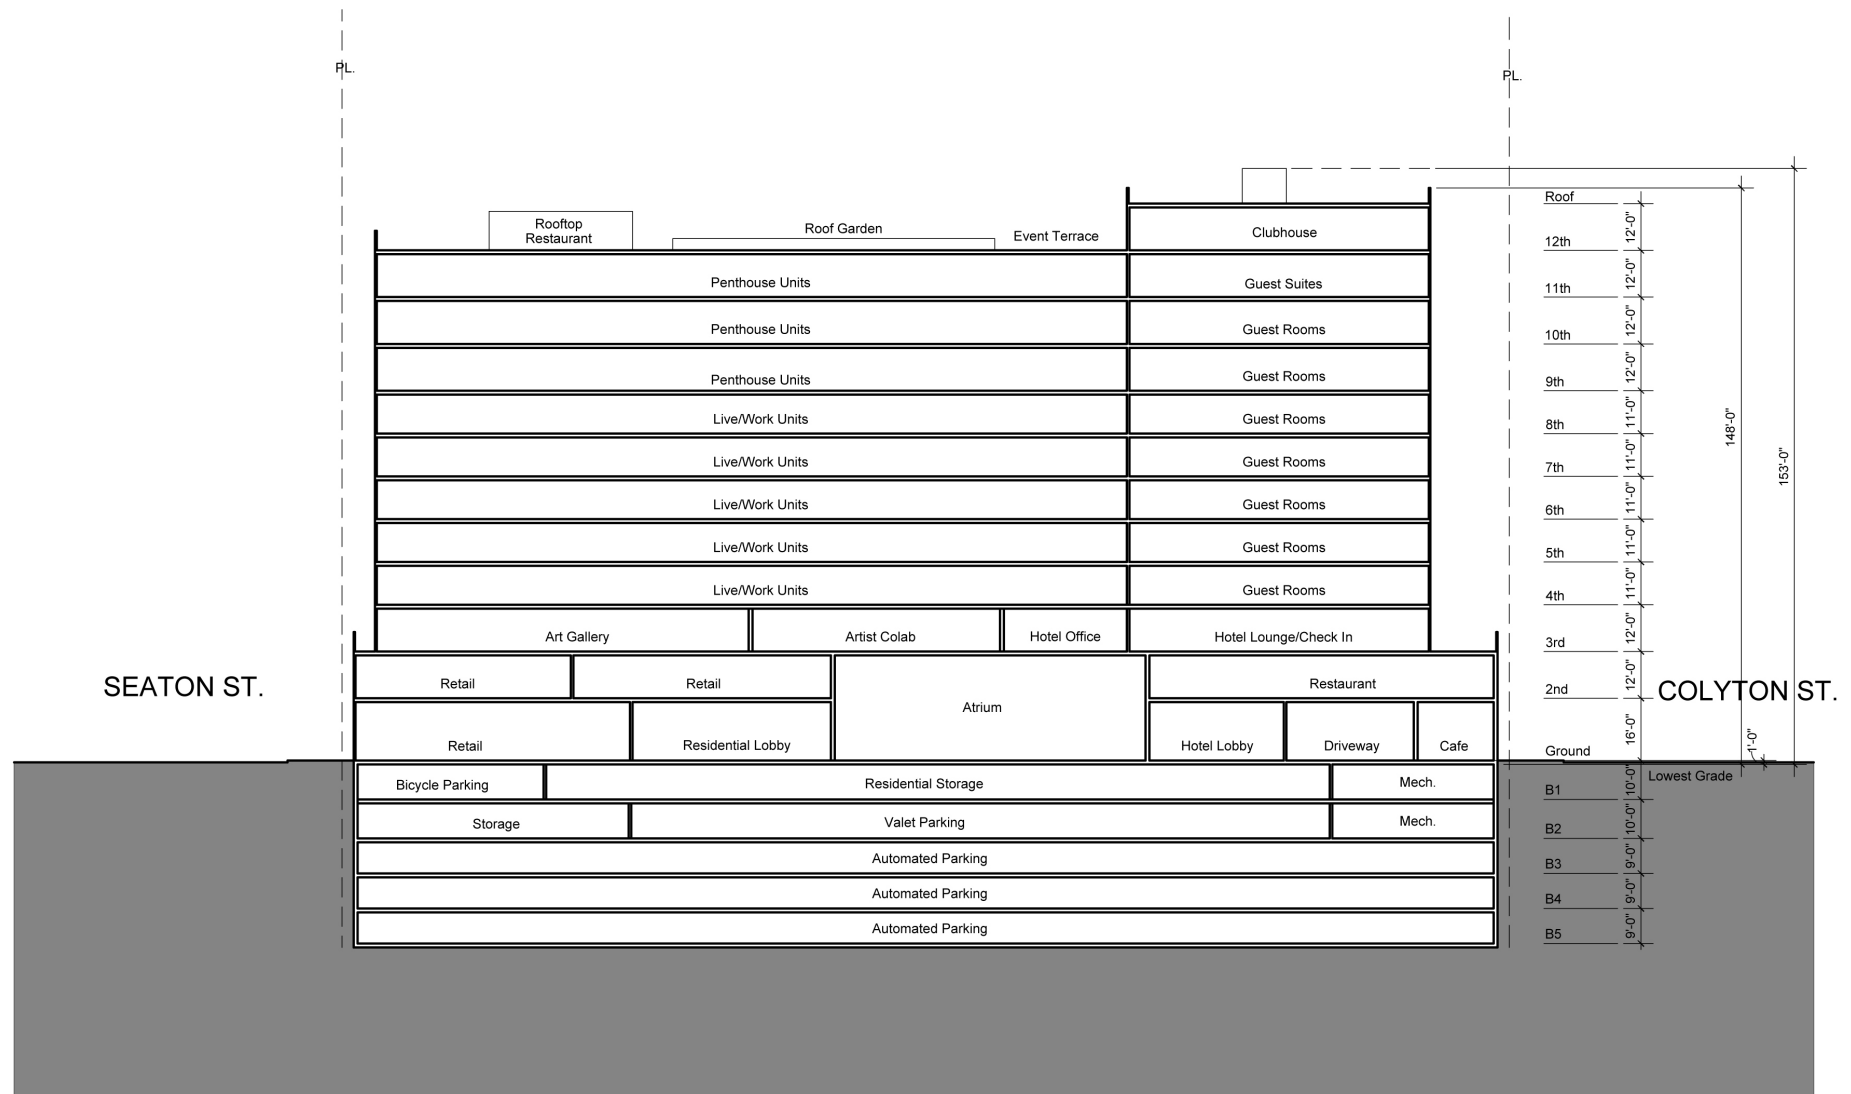 PL.
PL.
Roof
Rooftop
Restaurant
Roof Garden
Event Terrace
Clubhouse
12'-0"
12th
Penthouse Units
Guest Suites
12'-0"
11th
Penthouse Units
Guest Rooms
12'-0"
10th
Penthouse Units
Guest Rooms
12'-0"
9th
Live/Work Units
Guest Rooms
11'-0"
8th
148'-0"
153'-0"
Live/Work Units
Guest Rooms
11'-0"
7th
Live/Work Units
Guest Rooms
11'-0"
6th
Live/Work Units
Guest Rooms
11'-0"
5th
Live/Work Units
Guest Rooms
11'-0"
4th
Art Gallery
Artist Colab
Hotel Office
Hotel Lounge/Check In
12'-0"
3rd
SEATON ST.
Retail
Retail
Atrium
Restaurant
12'-0"
2nd
COLYTON ST.
Retail
Residential Lobby
Hotel Lobby
Driveway
Cafe
16'-0"
Ground
1'-0"
Lowest Grade
Bicycle Parking
Residential Storage
Mech.
10'-0"
B1
Storage
Valet Parking
Mech.
10'-0"
B2
Automated Parking
9'-0"
B3
Automated Parking
9'-0"
B4
Automated Parking
9'-0"
B5